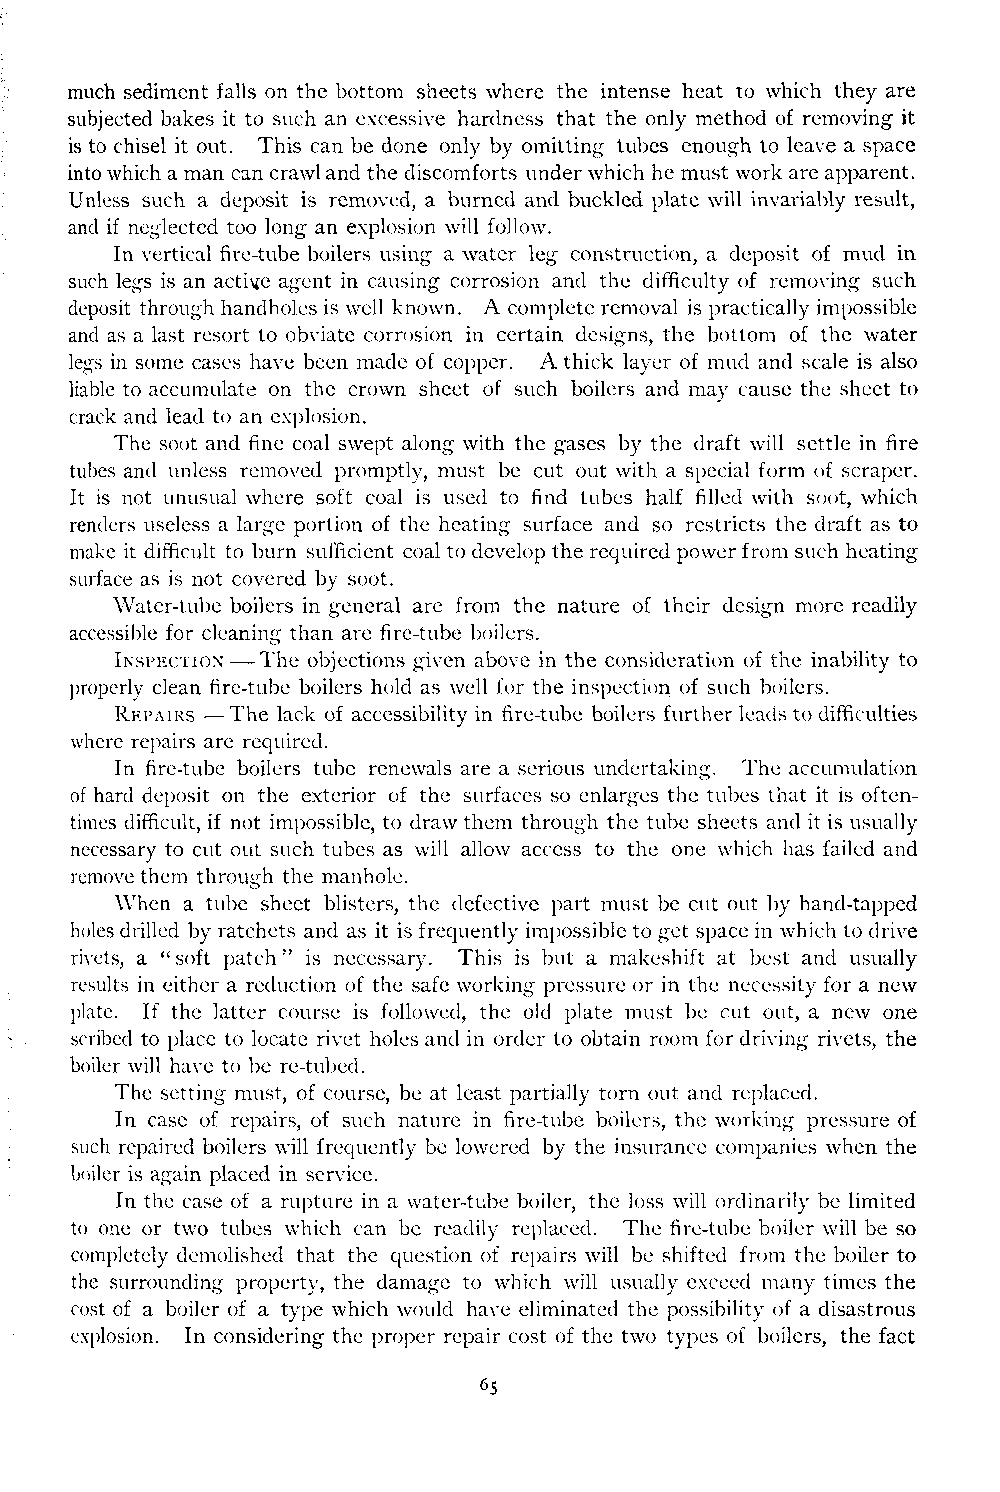 much sediment falls on the bottom sheets where the intense heat to which they are
subjected bakes it to such an excessive hardness that the only method of removing it
is to chisel it out. This can be done only by omitting tubes enough to leave a space
into which a man can crawl and the discomforts under which he must work are apparent.
Unless such a deposit is removed, a burned and buckled plate will invariably result,
and if neglected too long an explosion will follow.
In vertical fire-tube boilers using a water leg construction, a deposit of mud in
such legs is an active agent in causing corrosion and the difficulty of removing such
deposit through handholes is well known. A complete removal is practically impossible
and as a last resort to obviate corrosion in certain designs, the bottom of the water
legs in some cases have been made of copper. A thick layer of mud and scale is also
liable to accumulate on the crown sheet of such boilers and may cause the sheet to
crack and lead to an explosion.
The soot and fine coal swept along with the gases by the draft will settle in fire
tubes and unless removed promptly, must be cut out with a special form of scraper.
It is not unusual where soft coal is used to find tubes half filled with soot, which
renders useless a large portion of the heating surface and so restricts the draft as to
make it difficult to burn sufficient coal to develop the required power from such heating
surface as is not covered by soot.
Water-tube boilers in general are from the nature of their design more readily
accessible for cleaning than are fire-tube boilers.
INSPECTION — The objections given above in the consideration of the inability to
properly clean fire-tube boilers hold as well for the inspection of such boilers.
REPAIRS — The lack of accessibility in fire-tube boilers further leads to difficulties
where repairs are required.
In fire-tube boilers tube renewals are a serious undertaking. The accumulation
of hard deposit on the exterior of the surfaces so enlarges the tubes that it is often-
times difficult, if not impossible, to draw them through the tube sheets and it is usually
necessary to cut out such tubes as will allow access to the one which has failed and
remove them through the manhole.
When a tube sheet blisters, the defective part must be cut out by hand-tapped
holes drilled by ratchets and as it is frequently impossible to get space in which to drive
rivets, a "soft patch" is necessary. This is but a makeshift at best and usually
results in either a reduction of the safe working pressure or in the necessity for a new
plate. If the latter course is followed, the old plate must be cut out, a new one
scribed to place to locate rivet holes and in order to obtain room for driving rivets, the
boiler will have to be re-tubed.
The setting must, of course, be at least partially torn out and replaced.
In case of repairs, of such nature in fire-tube boilers, the working pressure of
such repaired boilers will frequently be lowered by the insurance companies when the
boiler is again placed in service.
In the case of a rupture in a water-tube boiler, the loss will ordinarily be limited
to one or two tubes which can be readily replaced. The fire-tube boiler will be so
completely demolished that the question of repairs will be shifted from the boiler to
the surrounding property, the damage to which will usually exceed many times the
cost of a boiler of a type which would have eliminated the possibility of a disastrous
explosion. In considering the proper repair cost of the two types of boilers, the fact
65